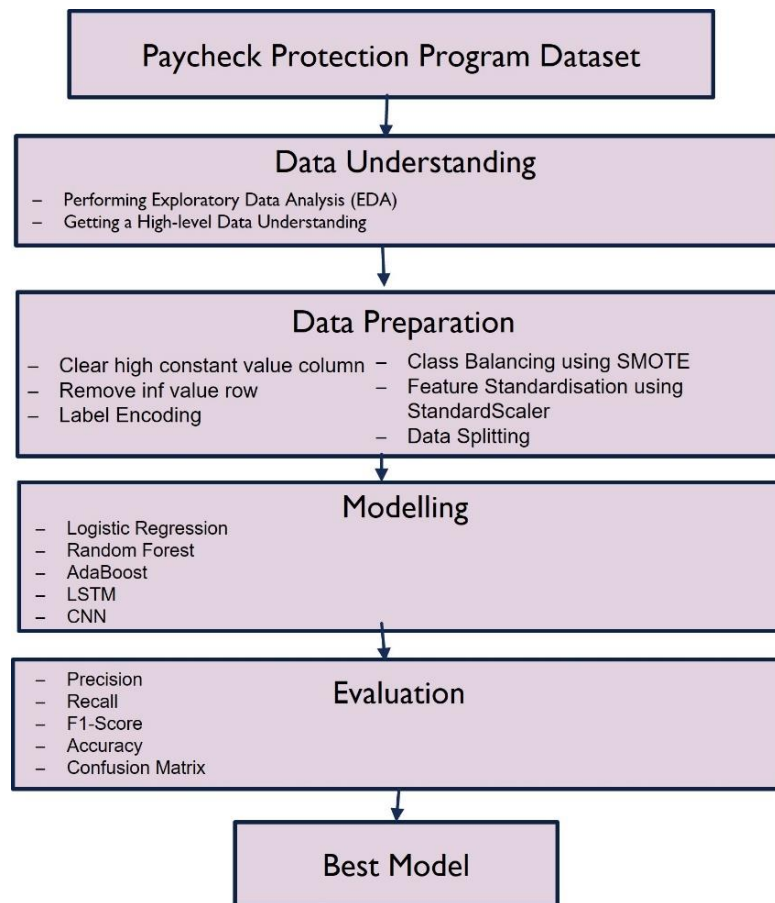 Paycheck Protection Program Dataset
Data Understanding
– Performing Exploratory Data Analysis (EDA)
– Getting a High-level Data Understanding
Data Preparation
– Clear high constant value column
– Remove inf value row
– Label Encoding
– Class Balancing using SMOTE
– Feature Standardisation using
StandardScaler
– Data Splitting
Modelling
– Logistic Regression
– Random Forest
– AdaBoost
– LSTM
– CNN
Evaluation
– Precision
– Recall
– F1-Score
– Accuracy
– Confusion Matrix
Best Model